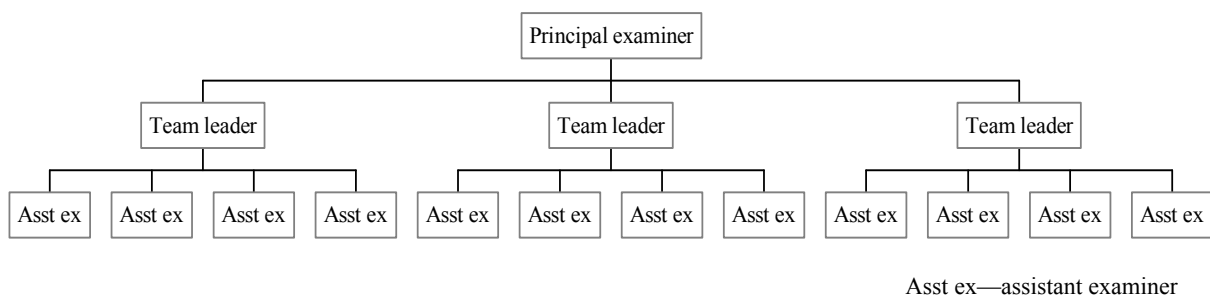 Principal examiner
Team leader Team leader Team leader
Asst ex Asst ex Asst ex Asst ex Asst ex Asst ex Asst ex Asst ex Asst ex Asst ex Asst ex Asst ex
Asst ex—assistant examiner